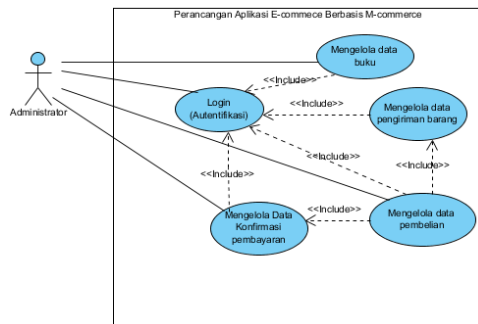 Perancangan Aplikasi E-commece Berbasis M-commerce
Mengelola data
buku
<<Include>>
Administrator
Login
(Autentifikasi)
<<Include>>
Mengelola data
pengiriman barang
<<Include>>
<<Include>>
<<Include>>
Mengelola Data
Konfirmasi
pembayaran
<<Include>>
Mengelola data
pembelian